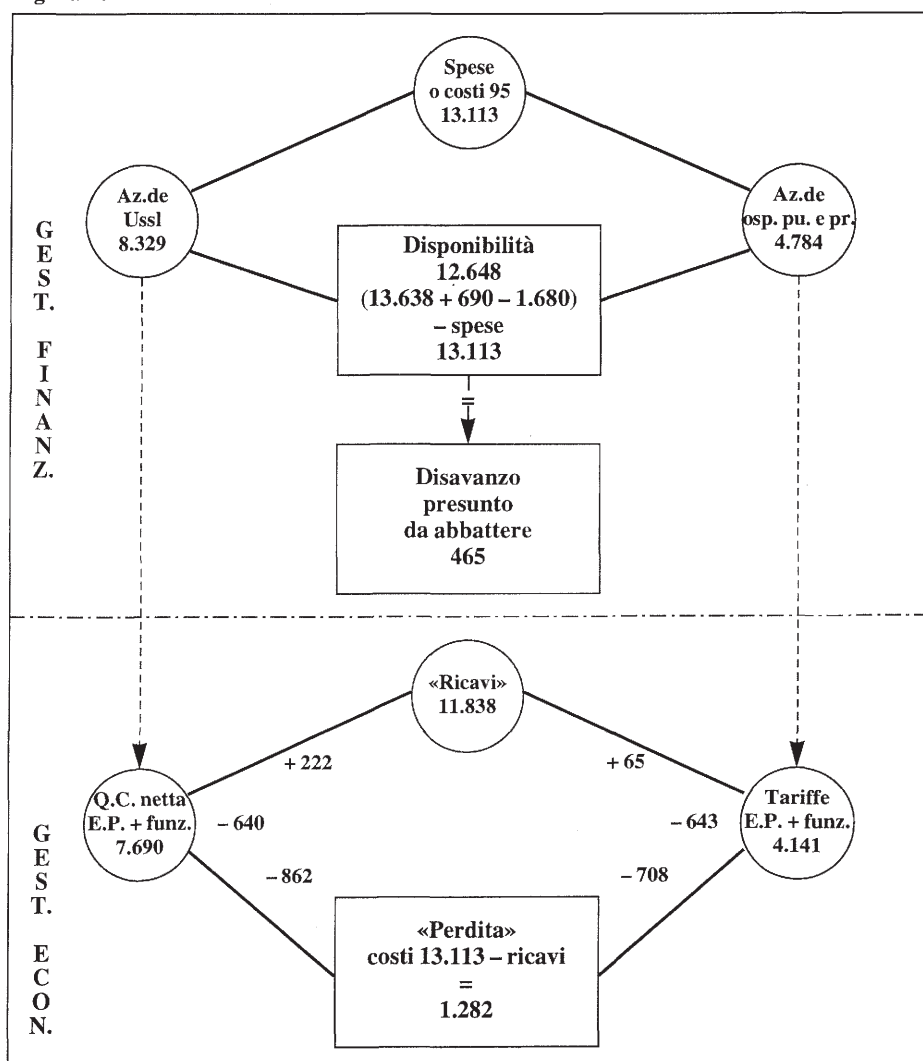 Spese
o costi 95
13.113
Az.de
Ussl
8.329
Az.de
osp. pu. e pr.
4.784
G
E
S
T.
F
I
N
A
N
Z.
Disponibilità
12.648
(13.638 + 690 – 1.680)
– spese
13.113
=
Disavanzo
presunto
da abbattere
465
«Ricavi»
11.838
+ 222
+ 65
Q.C. netta
E.P. + funz.
7.690
– 640
– 643
Tariffe
E.P. + funz.
4.141
– 862
– 708
G
E
S
T.
E
C
O
N.
«Perdita»
costi 13.113 – ricavi
=
1.282